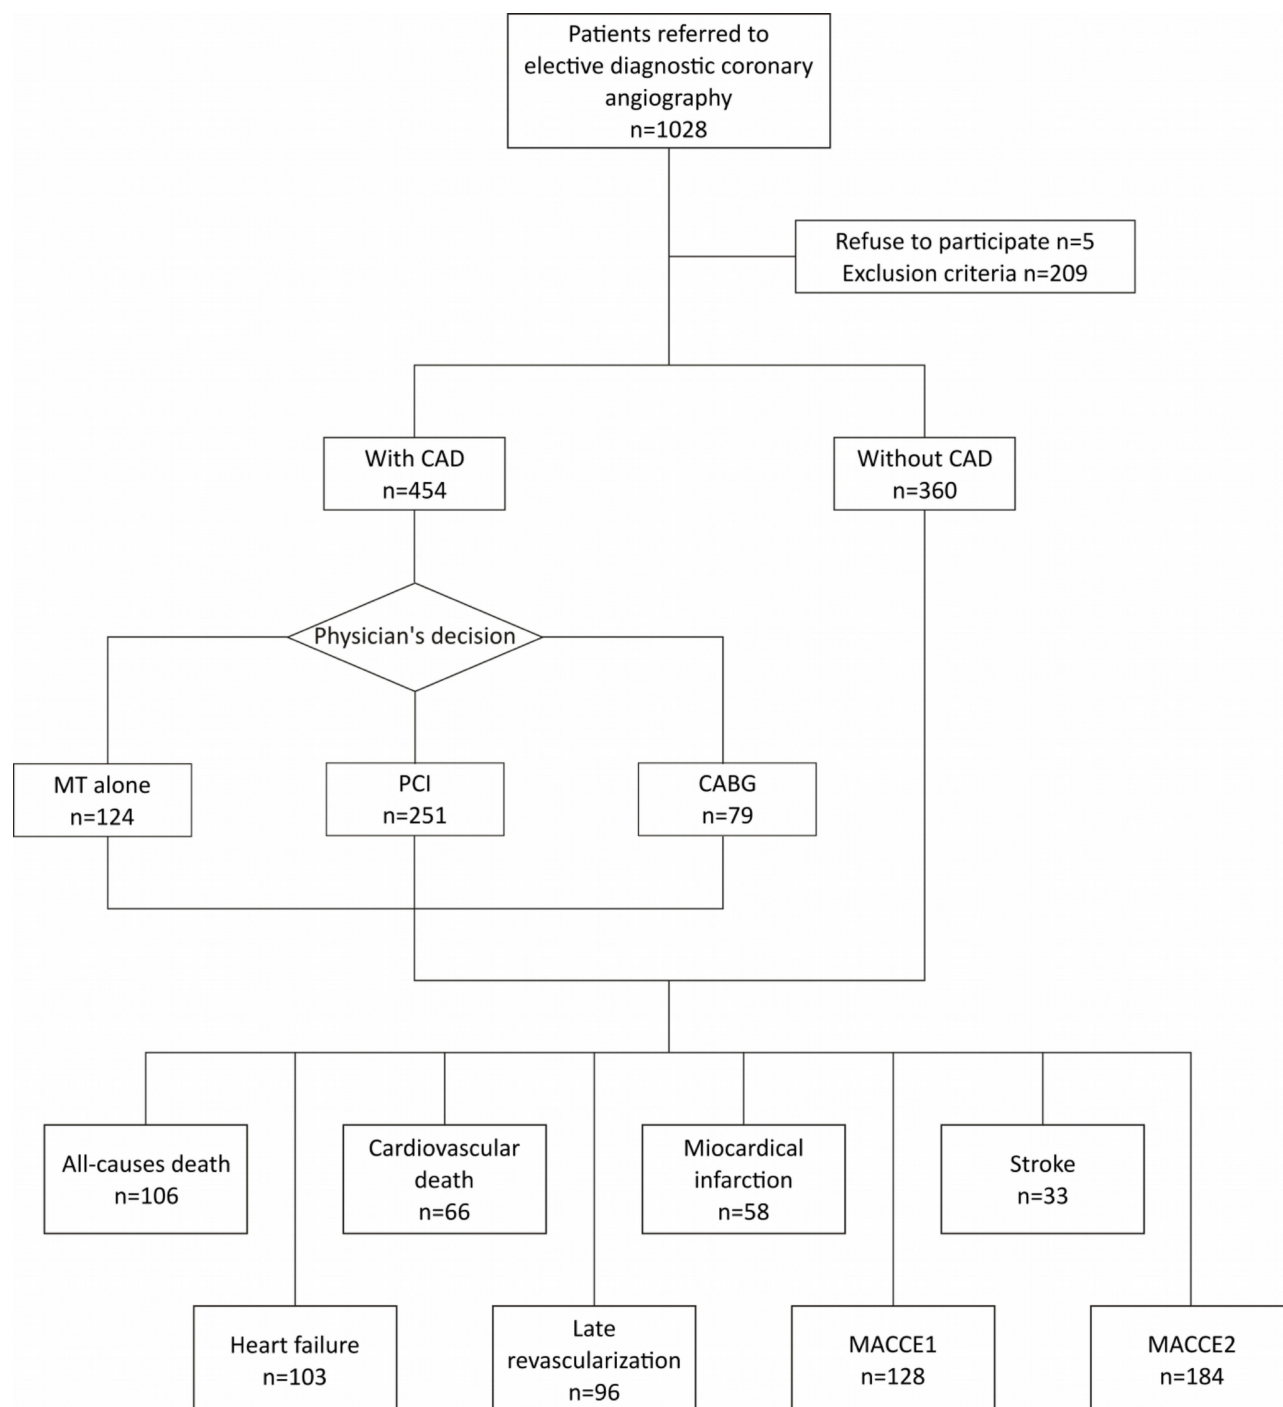 Patients referred to
elective diagnostic coronary
angiography
n=1028
Refuse to participate n=5
Exclusion criteria n=209
With CAD
n=454
Without CAD
n=360
Physician's decision
MT alone
n=124
PCI
n=251
CABG
n=79
All-causes death
n=106
Cardiovascular
death
n=66
Miocardical
infarction
n=58
Stroke
n=33
Heart failure
n=103
Late
revascularization
n=96
MACCE1
n=128
MACCE2
n=184